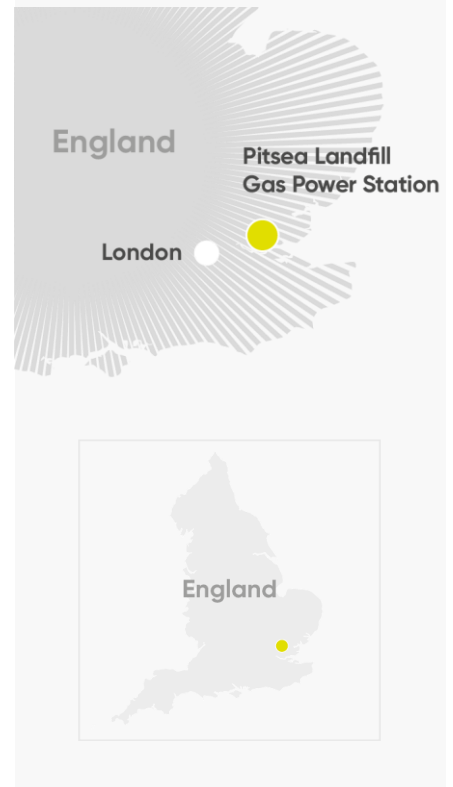 England
Pitsea Landfill
Gas Power Station
London
England